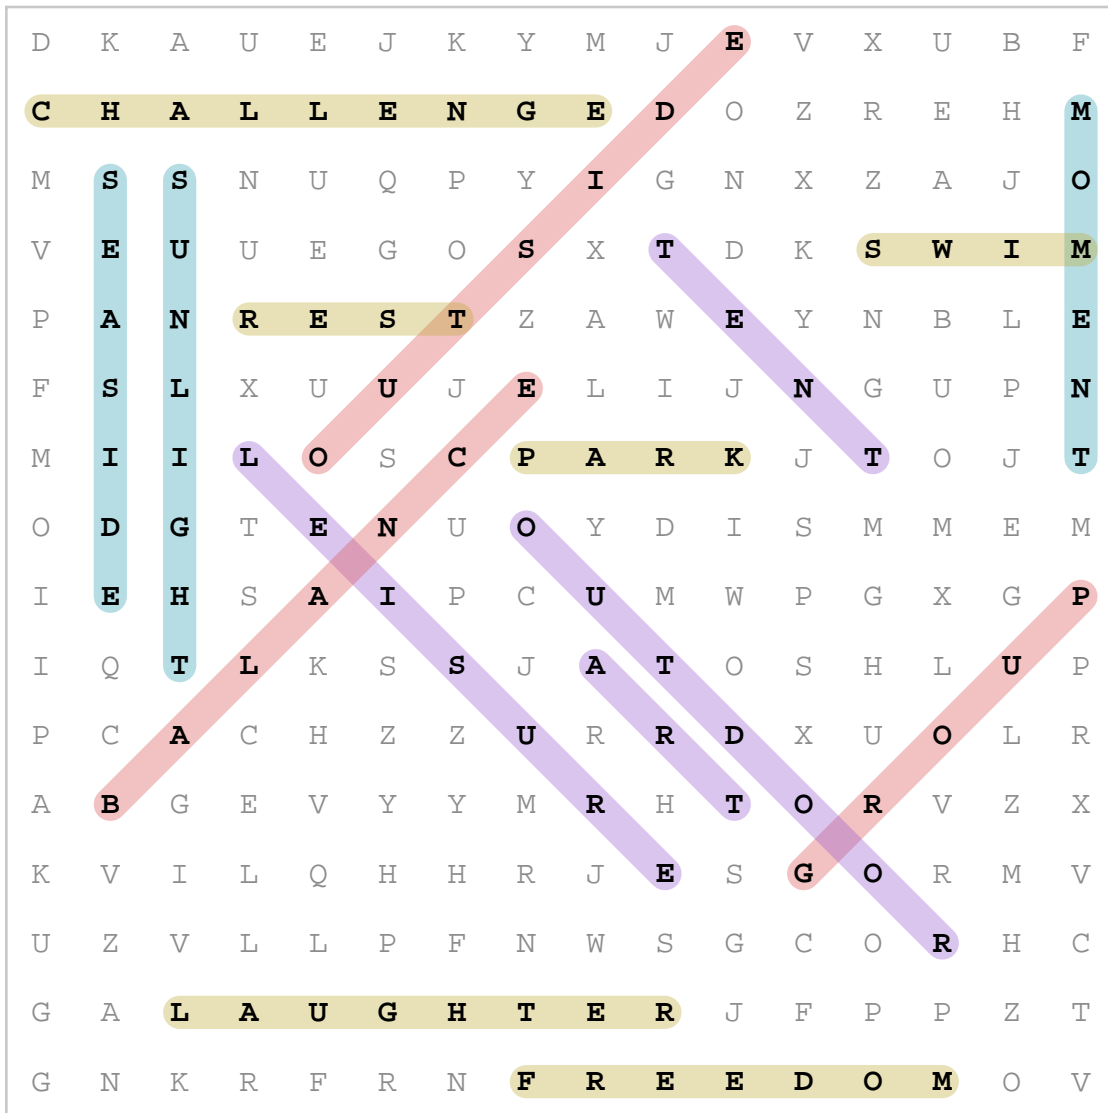 D K A U E J K Y M J E V X U B F
C H A L L E N G E D O Z R E H M
M S S N U Q P Y I G N X Z A J O
V E U U E G O S X T D K S W I M
P A N R E S T Z A W E Y N B L E
F S L X U U J E L I J N G U P N
M I I L O S C P A R K J T O J T
O D G T E N U O Y D I S M M E M
I E H S A I P C U M W P G X G P
I Q T L K S S J A T O S H L U P
P C A C H Z Z U R R D X U O L R
A B G E V Y Y M R H T O R V Z X
K V I L Q H H R J E S G O R M V
U Z V L L P F N W S G C O R H C
G A L A U G H T E R J F P P Z T
G N K R F R N F R E E D O M O V